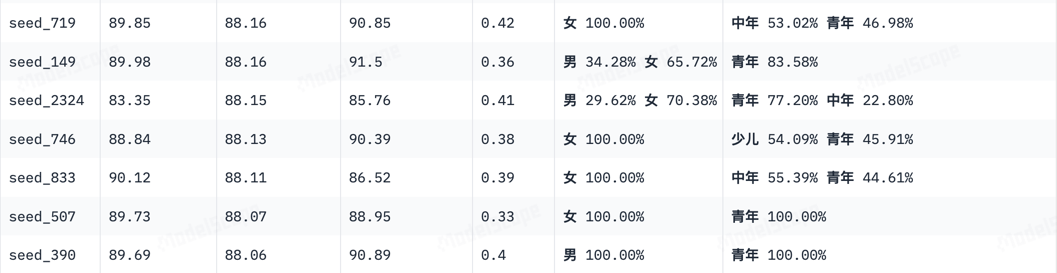 seed_719 89.85 88.16 90.85 0.42 女 100.00% 中年 53.02% 青年 46.98%
seed_149 89.98 88.16 91.5 0.36 男 34.28% 女 65.72% 青年 83.58%
seed_2324 83.35 88.15 85.76 0.41 男 29.62% 女 70.38% 青年 77.20% 中年 22.80%
seed_746 88.84 88.13 90.39 0.38 女 100.00% 少儿 54.09% 青年 45.91%
seed_833 90.12 88.11 86.52 0.39 女 100.00% 中年 55.39% 青年 44.61%
seed_507 89.73 88.07 88.95 0.33 女 100.00% 青年 100.00%
seed_390 89.69 88.06 90.89 0.4 男 100.00% 青年 100.00%
ModelScope
ModelScope
ModelScope
ModelScope
ModelScope
ModelScope